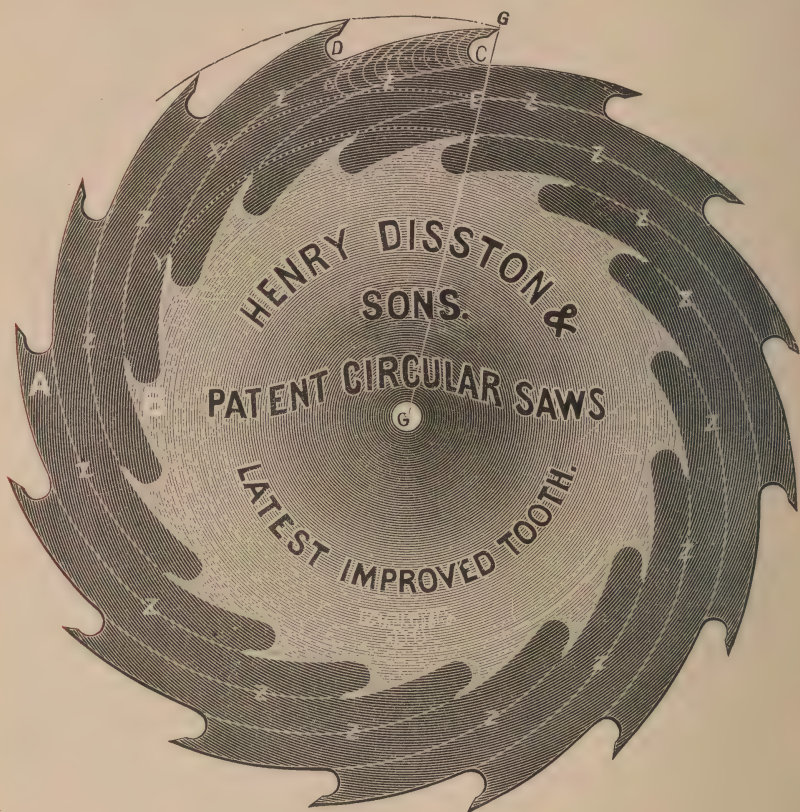 G
D
C
Z
Z
E
Z
X
Z
Z
Z
Y
HENRY DISSTON &
SONS.
Z
Z
A
PATENT CIRCULAR SAWS
G
Z
Z
LATEST IMPROVED TOOTH.
Z
Z
Z
Z
Z
Z